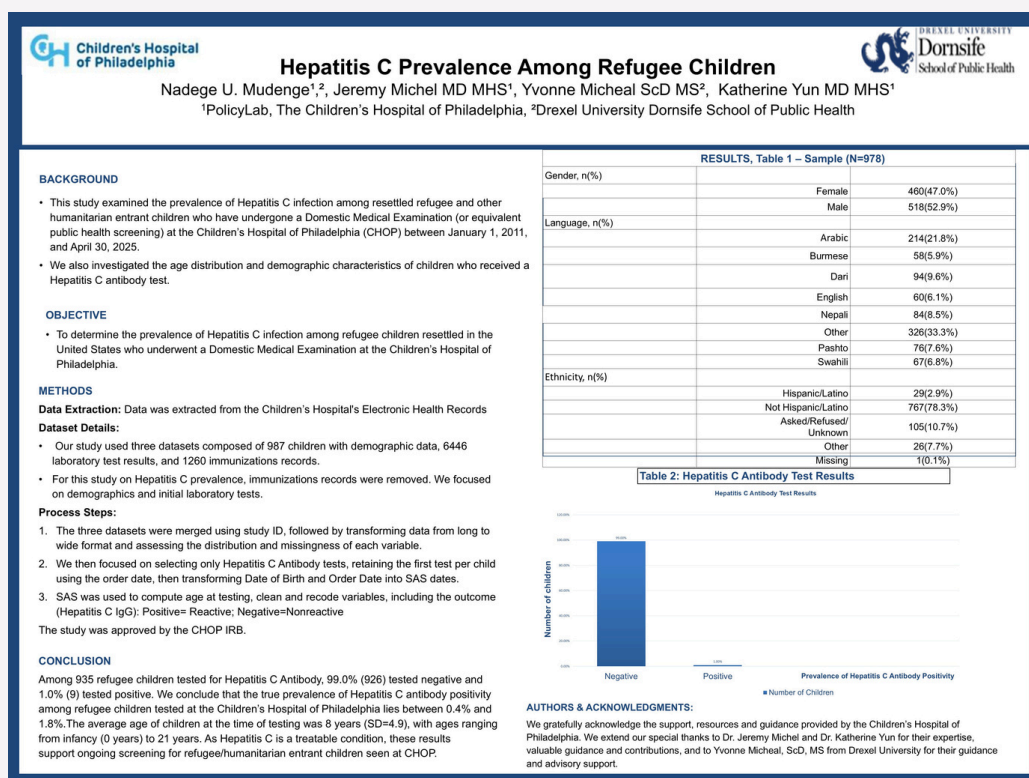 Children's Hospital
of Philadelphia
DREXEL UNIVERSITY
Dornsife
School of Public Health
Hepatitis C Prevalence Among Refugee Children
Nadege U. Mudenge¹,², Jeremy Michel MD MHS¹, Yvonne Micheal ScD MS², Katherine Yun MD MHS¹
¹PolicyLab, The Children's Hospital of Philadelphia, ²Drexel University Dornsife School of Public Health
BACKGROUND
• This study examined the prevalence of Hepatitis C infection among resettled refugee and other
humanitarian entrant children who have undergone a Domestic Medical Examination (or equivalent
public health screening) at the Children's Hospital of Philadelphia (CHOP) between January 1, 2011,
and April 30, 2025.
• We also investigated the age distribution and demographic characteristics of children who received a
Hepatitis C antibody test.
OBJECTIVE
• To determine the prevalence of Hepatitis C infection among refugee children resettled in the
United States who underwent a Domestic Medical Examination at the Children's Hospital of
Philadelphia.
METHODS
Data Extraction: Data was extracted from the Children's Hospital's Electronic Health Records
Dataset Details:
• Our study used three datasets composed of 987 children with demographic data, 6446
laboratory test results, and 1260 immunizations records.
• For this study on Hepatitis C prevalence, immunizations records were removed. We focused
on demographics and initial laboratory tests.
Process Steps:
1. The three datasets were merged using study ID, followed by transforming data from long to
wide format and assessing the distribution and missingness of each variable.
2. We then focused on selecting only Hepatitis C Antibody tests, retaining the first test per child
using the order date, then transforming Date of Birth and Order Date into SAS dates.
3. SAS was used to compute age at testing, clean and recode variables, including the outcome
(Hepatitis C IgG): Positive= Reactive; Negative=Nonreactive
The study was approved by the CHOP IRB.
CONCLUSION
Among 935 refugee children tested for Hepatitis C Antibody, 99.0% (926) tested negative and
1.0% (9) tested positive. We conclude that the true prevalence of Hepatitis C antibody positivity
among refugee children tested at the Children's Hospital of Philadelphia lies between 0.4% and
1.8%.The average age of children at the time of testing was 8 years (SD=4.9), with ages ranging
from infancy (0 years) to 21 years. As Hepatitis C is a treatable condition, these results
support ongoing screening for refugee/humanitarian entrant children seen at CHOP.
RESULTS, Table 1 – Sample (N=978)
Gender, n(%)
Female 460(47.0%)
Male 518(52.9%)
Language, n(%)
Arabic 214(21.8%)
Burmese 58(5.9%)
Dari 94(9.6%)
English 60(6.1%)
Nepali 84(8.5%)
Other 326(33.3%)
Pashto 76(7.6%)
Swahili 67(6.8%)
Ethnicity, n(%)
Hispanic/Latino 29(2.9%)
Not Hispanic/Latino 767(78.3%)
Asked/Refused/
Unknown 105(10.7%)
Other 26(7.7%)
Missing 1(0.1%)
Table 2: Hepatitis C Antibody Test Results
Hepatitis C Antibody Test Results
Number of children
120.00%
100.00%
80.00%
60.00%
40.00%
20.00%
0.00%
Negative
Positive
Prevalence of Hepatitis C Antibody Positivity
Number of Children
AUTHORS & ACKNOWLEDGMENTS:
We gratefully acknowledge the support, resources and guidance provided by the Children's Hospital of
Philadelphia. We extend our special thanks to Dr. Jeremy Michel and Dr. Katherine Yun for their expertise,
valuable guidance and contributions, and to Yvonne Micheal, ScD, MS from Drexel University for their guidance
and advisory support.